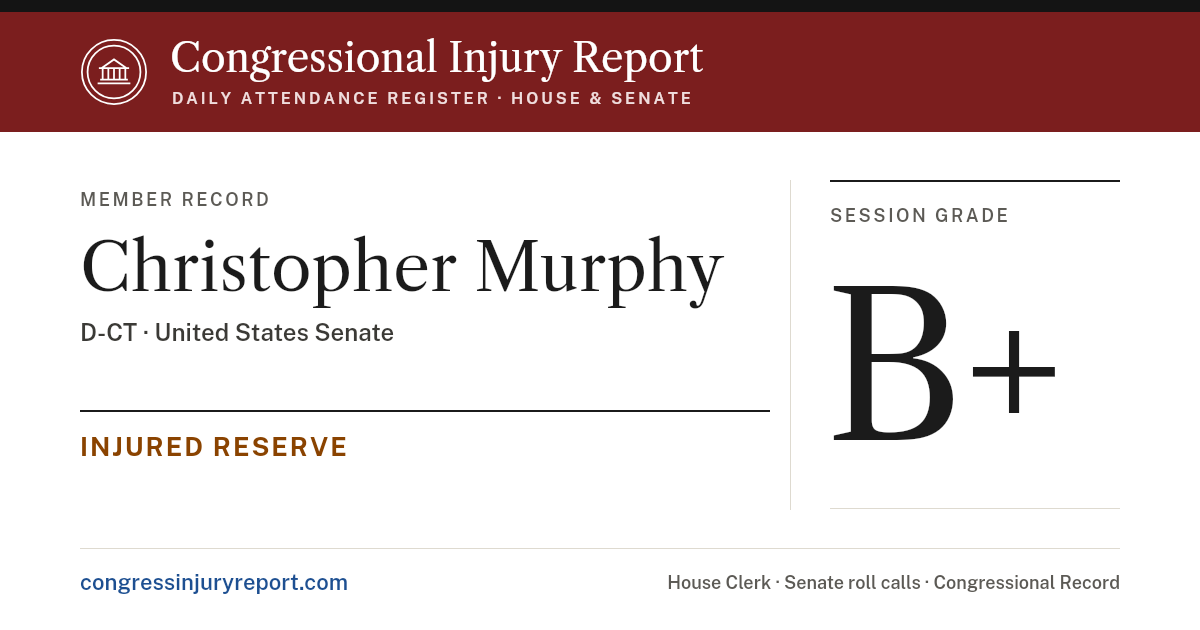 Congressional Injury Report
DAILY ATTENDANCE REGISTER · HOUSE & SENATE
MEMBER RECORD
Christopher Murphy
D-CT · United States Senate
INJURED RESERVE
SESSION GRADE
B+
congressinjuryreport.com
House Clerk · Senate roll calls · Congressional Record